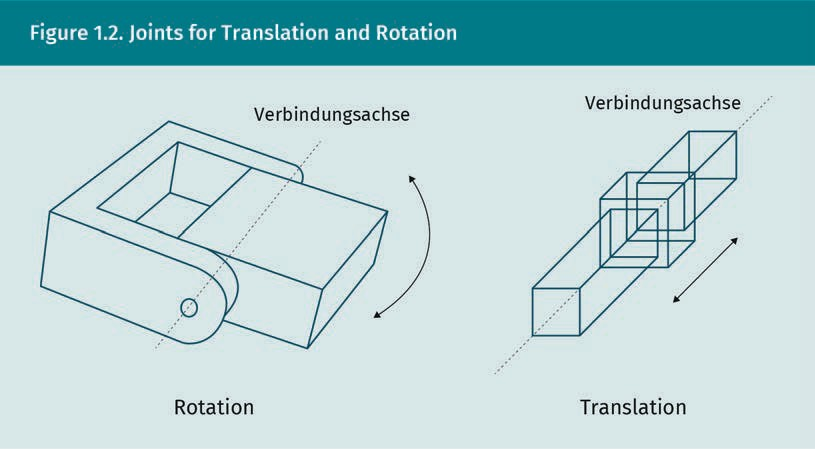 Figure 1.2. Joints for Translation and Rotation
Verbindungsachse
Verbindungsachse
Rotation
Translation